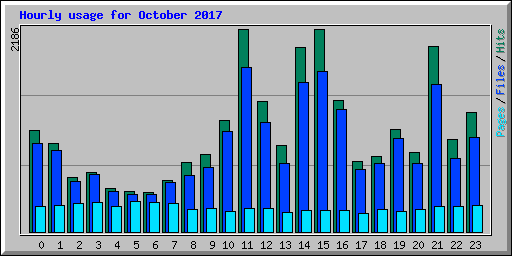 Hourly usage for October 2017
2186
Pages/Files/Hits
0 1 2 3 4 5 6 7 8 9 10 11 12 13 14 15 16 17 18 19 20 21 22 23